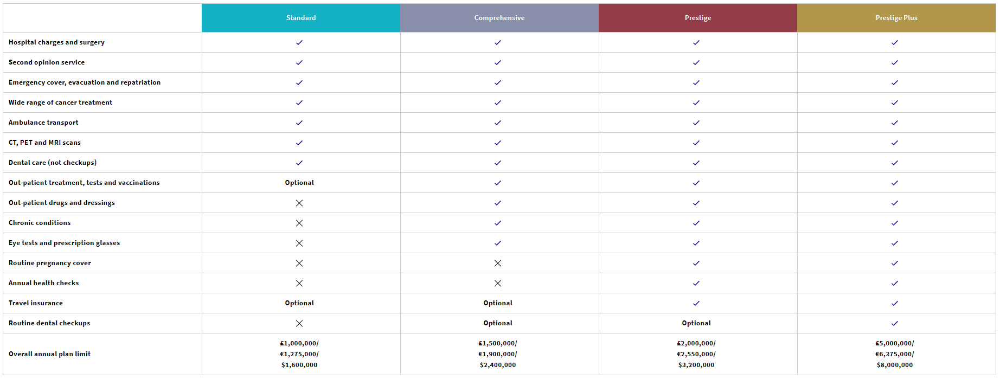 Standard Comprehensive Prestige Prestige Plus
Hospital charges and surgery
Second opinion service
Emergency cover, evacuation and repatriation
Wide range of cancer treatment
Ambulance transport
CT, PET and MRI scans
Dental care (not checkups)
Out-patient treatment, tests and vaccinations Optional
Out-patient drugs and dressings
Chronic conditions
Eye tests and prescription glasses
Routine pregnancy cover
Annual health checks
Travel insurance Optional Optional
Routine dental checkups Optional Optional
Overall annual plan limit
£1,000,000/ £1,500,000/ £2,000,000/ £5,000,000/
€1,275,000/ €1,900,000/ €2,550,000/ €6,375,000/
$1,600,000 $2,400,000 $3,200,000 $8,000,000